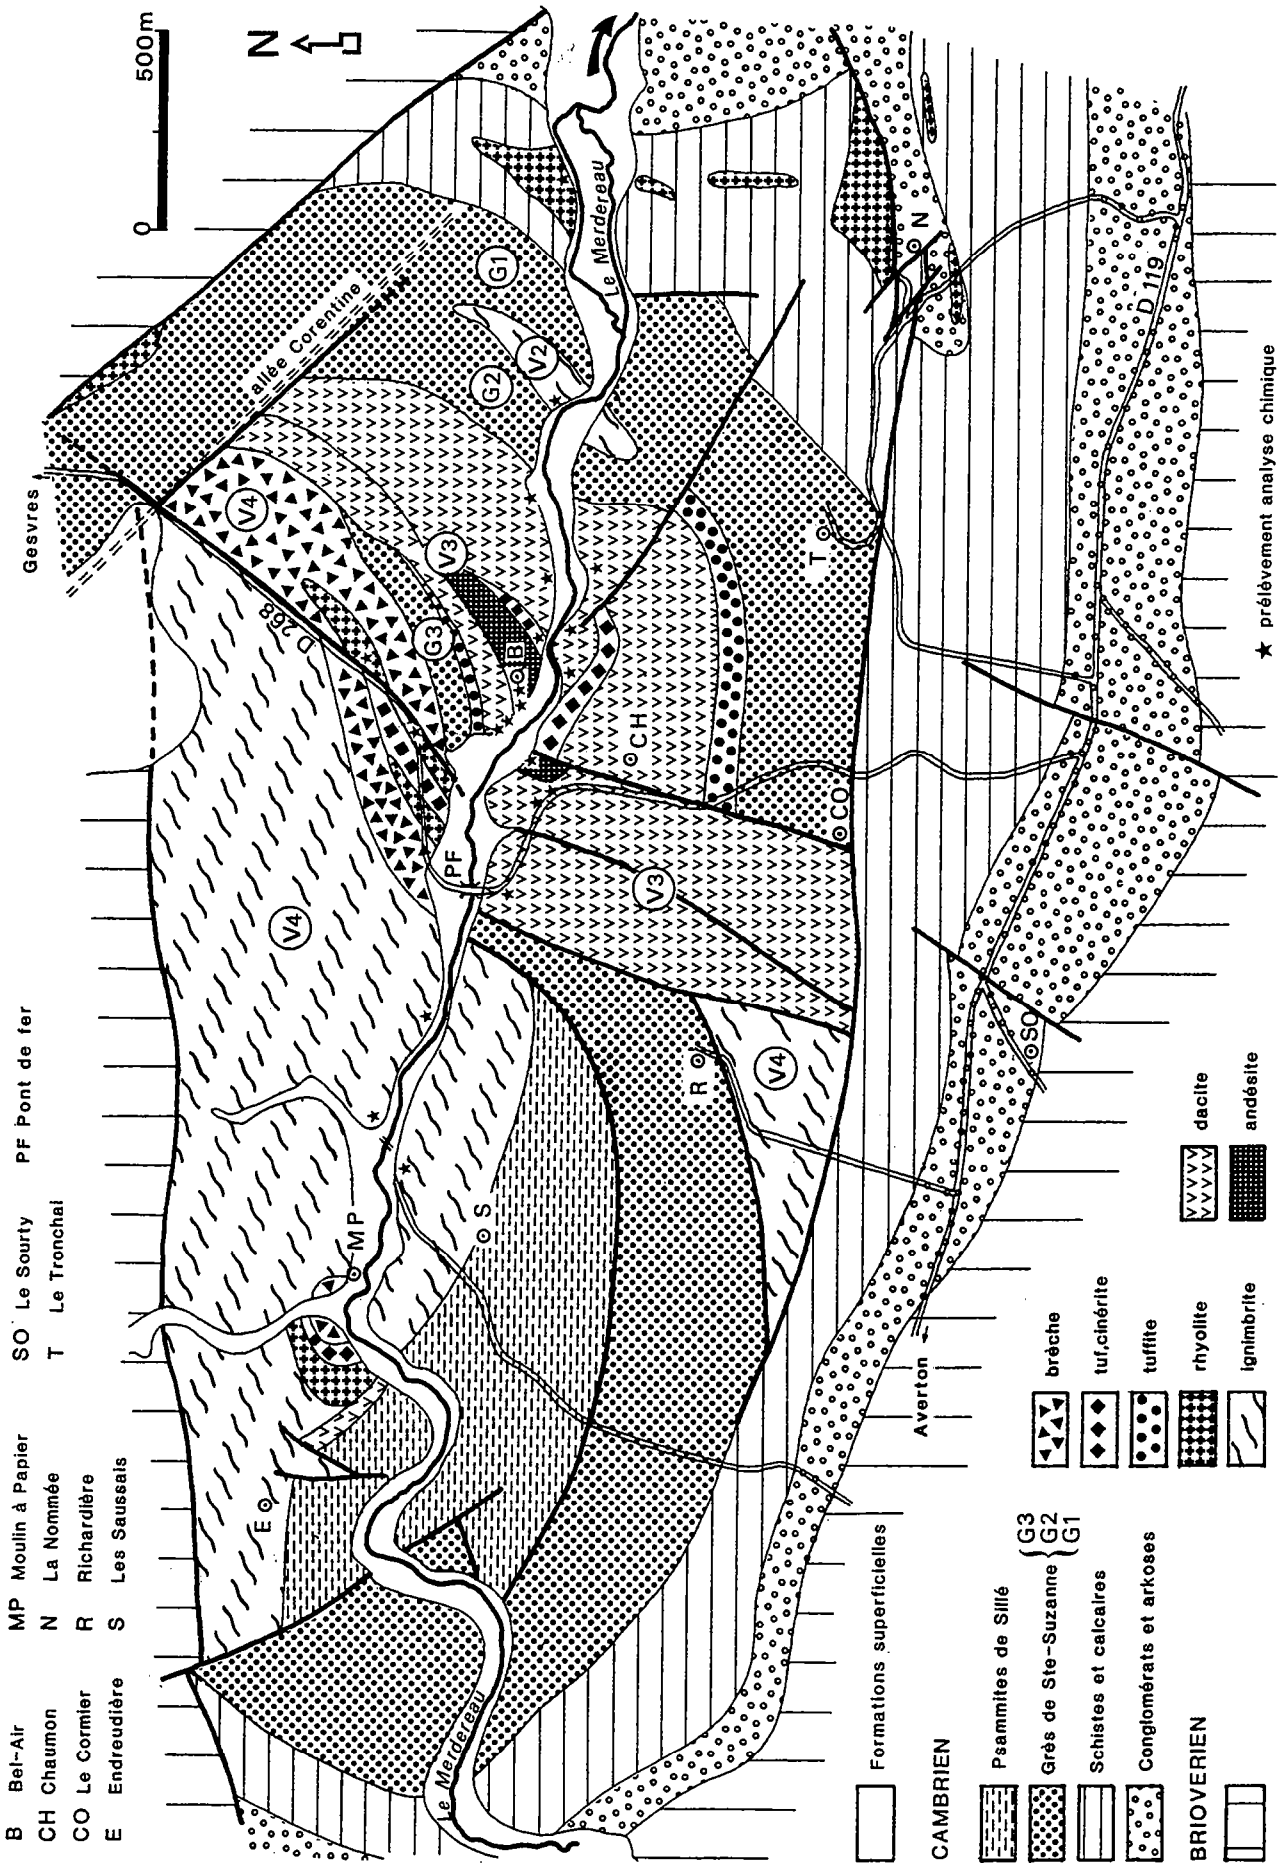 B Bel-Air
CH Chaumon
CO Le Cormier
E Endreudière
MP Moulin à Papier
N La Nommée
R Richardière
S Les Saussais
SO Le Sourty
T Le Tronchai
PF Pont de fer
Gesvres
0 500m
N
allée Corentine
D 268
Le Merdereau
Le Merdereau
G1
V2
G2
V4
V3
G3
B
CH
PF
V4
V3
CO
T
N
D 119
MP
S
E
R
V4
SO
Averton
Formations superficielles
CAMBRIEN
Psammites de Sillé
Grès de Ste-Suzanne { G3 G2 G1
Schistes et calcaires
Conglomérats et arkoses
BRIOVERIEN
brèche
tuf,cinérite
tuffite
rhyolite
ignimbrite
dacite
andésite
★ prélèvement analyse chimique